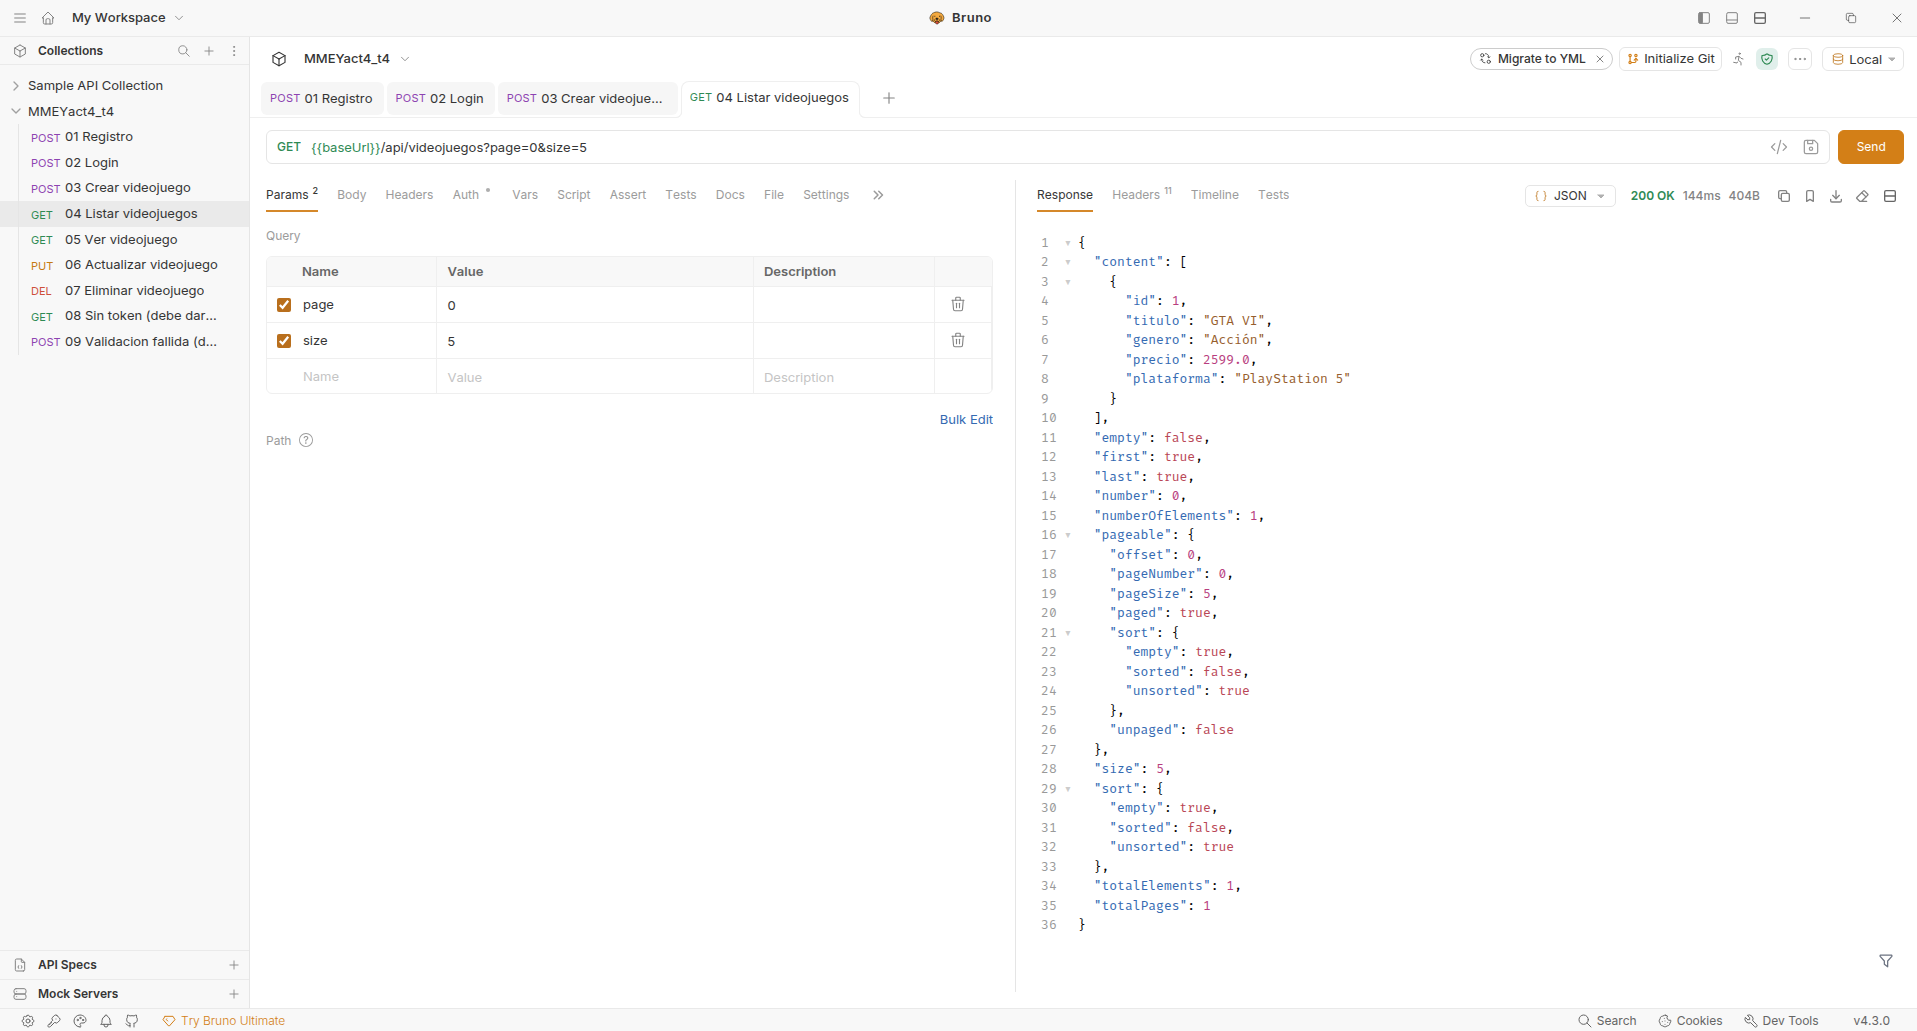 My Workspace
Bruno
Collections
Sample API Collection
MMEYact4_t4
POST 01 Registro
POST 02 Login
POST 03 Crear videojuego
GET 04 Listar videojuegos
GET 05 Ver videojuego
PUT 06 Actualizar videojuego
DEL 07 Eliminar videojuego
GET 08 Sin token (debe dar...
POST 09 Validacion fallida (d...
API Specs
Mock Servers
MMEYact4_t4
Migrate to YML
Initialize Git
Local
POST 01 Registro
POST 02 Login
POST 03 Crear videojue...
GET 04 Listar videojuegos
GET {{baseUrl}}/api/videojuegos?page=0&size=5
Send
Params 2 Body Headers Auth Vars Script Assert Tests Docs File Settings
Query
Name Value Description
page 0
size 5
Name Value Description
Bulk Edit
Path ?
Response Headers 11 Timeline Tests
{ } JSON 200 OK 144ms 404B
1 {
2 "content": [
3 {
4 "id": 1,
5 "titulo": "GTA VI",
6 "genero": "Acción",
7 "precio": 2599.0,
8 "plataforma": "PlayStation 5"
9 }
10 ],
11 "empty": false,
12 "first": true,
13 "last": true,
14 "number": 0,
15 "numberOfElements": 1,
16 "pageable": {
17 "offset": 0,
18 "pageNumber": 0,
19 "pageSize": 5,
20 "paged": true,
21 "sort": {
22 "empty": true,
23 "sorted": false,
24 "unsorted": true
25 },
26 "unpaged": false
27 },
28 "size": 5,
29 "sort": {
30 "empty": true,
31 "sorted": false,
32 "unsorted": true
33 },
34 "totalElements": 1,
35 "totalPages": 1
36 }
Try Bruno Ultimate
Search Cookies Dev Tools v4.3.0